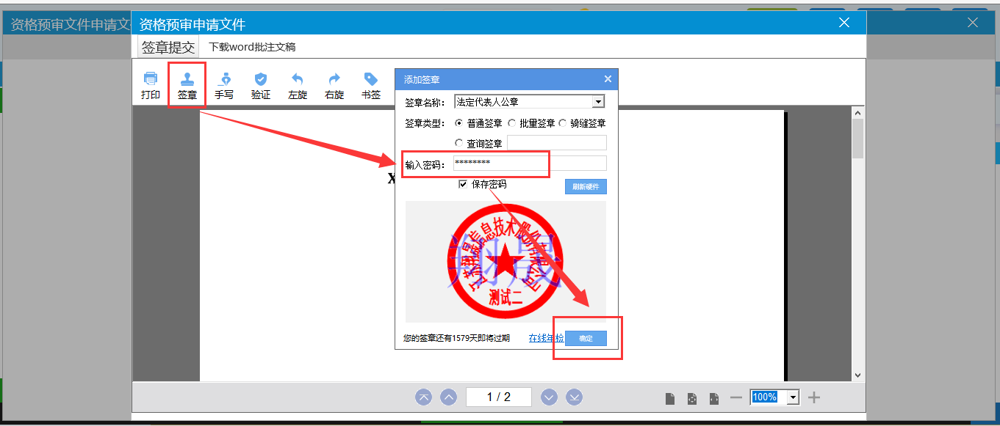 资格预审文件申请文
资格预审申请文件
签章提交 下载word批注文稿
打印 签章 手写 验证 左旋 右旋 书签
添加签章
签章名称： 法定代表人公章
签章类型： 普通签章 批量签章 骑缝签章
查询签章
输入密码： ********
X
保存密码
刷新硬件
江苏翔晟信息技术股份有限公司
翔晟
测试二
您的签章还有1579天即将过期 在线年检 确定
1 / 2
100%